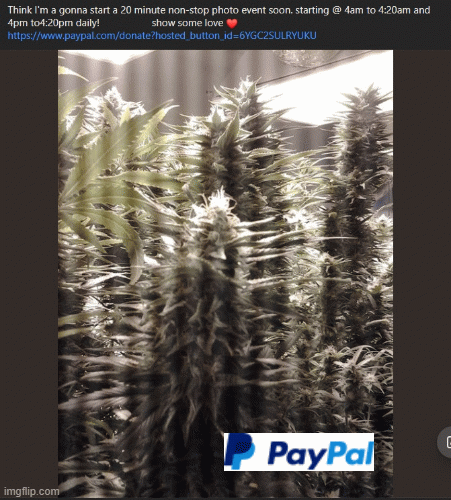 Think I'm a gonna start a 20 minute non-stop photo event soon. starting @ 4am to 4:20am and
4pm to4:20pm daily! show some love ❤️
https://www.paypal.com/donate?hosted_button_id=6YGC2SULRYUKU
PayPal
imgflip.com